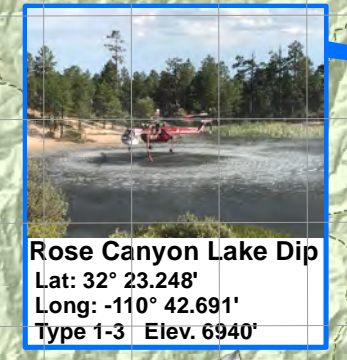 Rose Canyon Lake Dip
Lat: 32° 23.248'
Long: -110° 42.691'
Type 1-3 Elev. 6940'